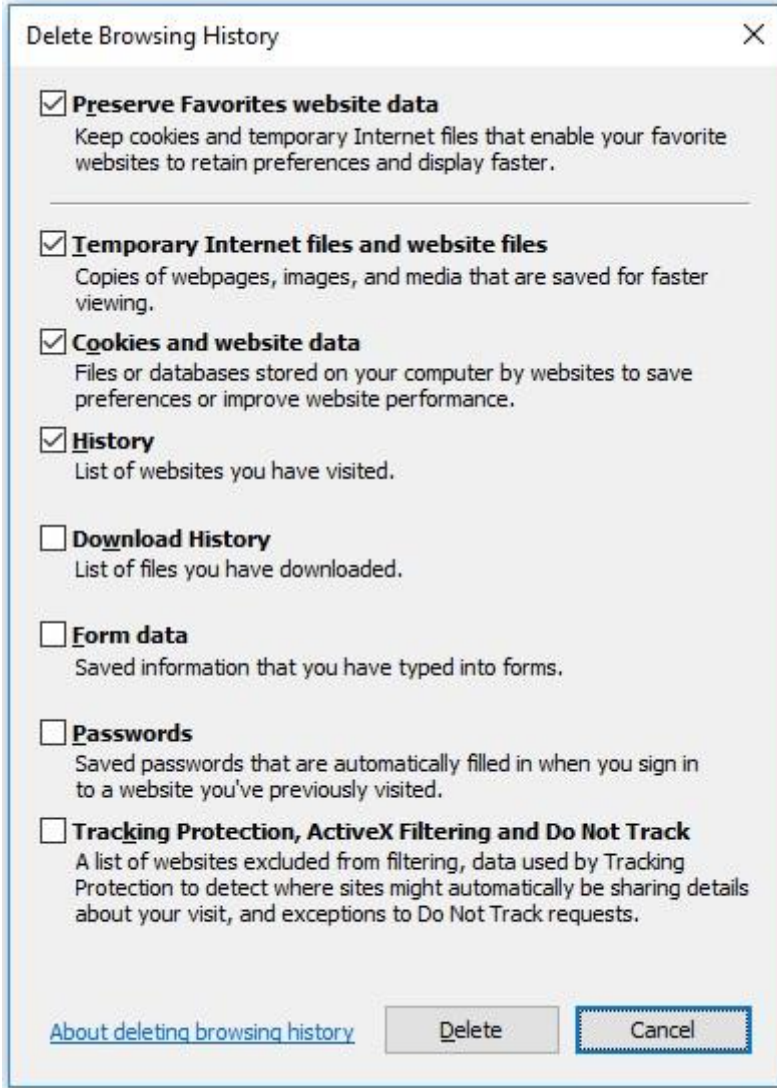 Delete Browsing History
Preserve Favorites website data
Keep cookies and temporary Internet files that enable your favorite
websites to retain preferences and display faster.
Temporary Internet files and website files
Copies of webpages, images, and media that are saved for faster
viewing.
Cookies and website data
Files or databases stored on your computer by websites to save
preferences or improve website performance.
History
List of websites you have visited.
Download History
List of files you have downloaded.
Form data
Saved information that you have typed into forms.
Passwords
Saved passwords that are automatically filled in when you sign in
to a website you've previously visited.
Tracking Protection, ActiveX Filtering and Do Not Track
A list of websites excluded from filtering, data used by Tracking
Protection to detect where sites might automatically be sharing details
about your visit, and exceptions to Do Not Track requests.
About deleting browsing history
Delete
Cancel